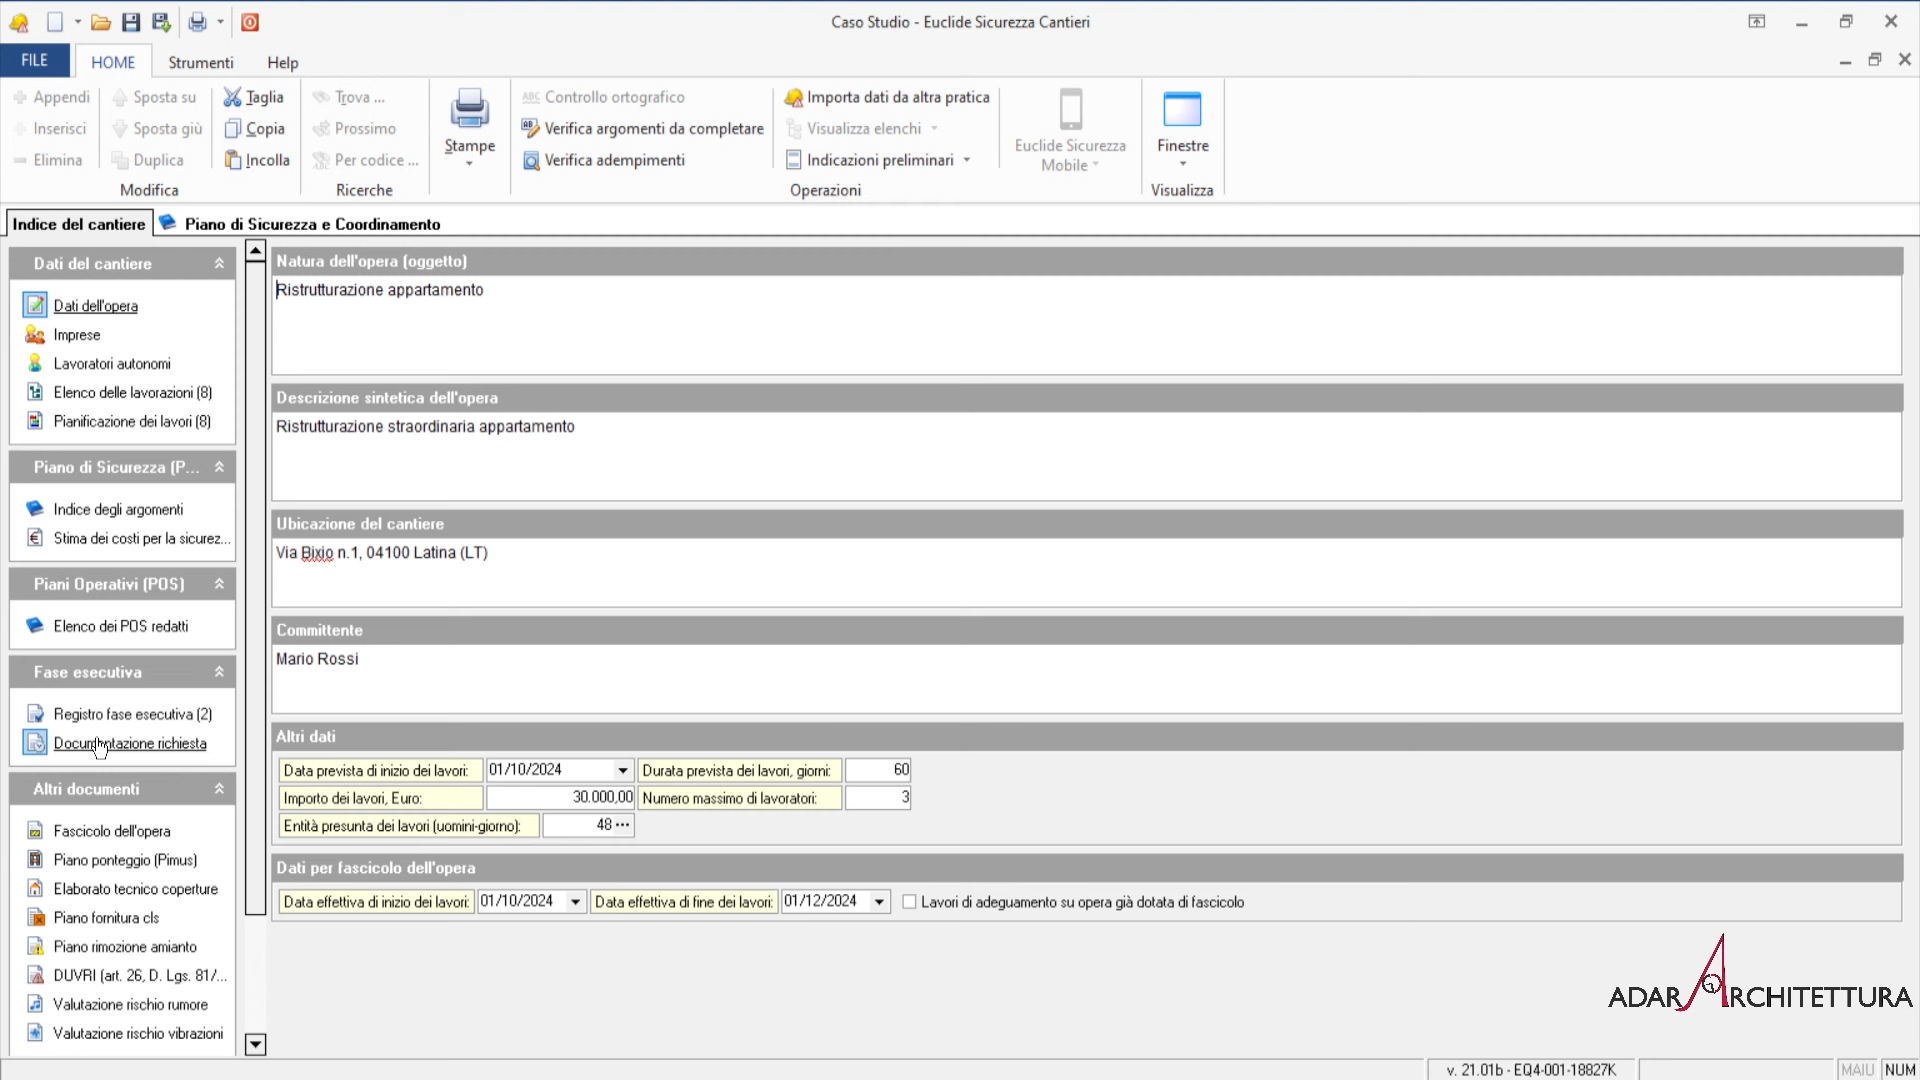 Caso Studio - Euclide Sicurezza Cantieri
FILE
HOME
Strumenti
Help
Appendi
Inserisci
Elimina
Sposta su
Sposta giù
Duplica
Taglia
Copia
Incolla
Modifica
Trova ...
Prossimo
Per codice ...
Ricerche
Stampe
ABC Controllo ortografico
Verifica argomenti da completare
Verifica adempimenti
Importa dati da altra pratica
Visualizza elenchi
Indicazioni preliminari
Operazioni
Euclide Sicurezza
Mobile
Finestre
Visualizza
Indice del cantiere
Piano di Sicurezza e Coordinamento
Dati del cantiere
Dati dell'opera
Imprese
Lavoratori autonomi
Elenco delle lavorazioni (8)
Pianificazione dei lavori (8)
Piano di Sicurezza (P...
Indice degli argomenti
Stima dei costi per la sicurez...
Piani Operativi (POS)
Elenco dei POS redatti
Fase esecutiva
Registro fase esecutiva (2)
Documentazione richiesta
Altri documenti
Fascicolo dell'opera
Piano ponteggio (Pimus)
Elaborato tecnico coperture
Piano fornitura cls
Piano rimozione amianto
DUVRI (art. 26, D. Lgs. 81/...
Valutazione rischio rumore
Valutazione rischio vibrazioni
Natura dell'opera (oggetto)
Ristrutturazione appartamento
Descrizione sintetica dell'opera
Ristrutturazione straordinaria appartamento
Ubicazione del cantiere
Via Bixio n.1, 04100 Latina (LT)
Committente
Mario Rossi
Altri dati
Data prevista di inizio dei lavori: 01/10/2024 Durata prevista dei lavori, giorni: 60
Importo dei lavori, Euro: 30.000,00 Numero massimo di lavoratori: 3
Entità presunta dei lavori (uomini-giorno): 48 ...
Dati per fascicolo dell'opera
Data effettiva di inizio dei lavori: 01/10/2024 Data effettiva di fine dei lavori: 01/12/2024 Lavori di adeguamento su opera già dotata di fascicolo
ADARARCHITETTURA
v. 21.01b - EQ4-001-18827K
MAIU NUM